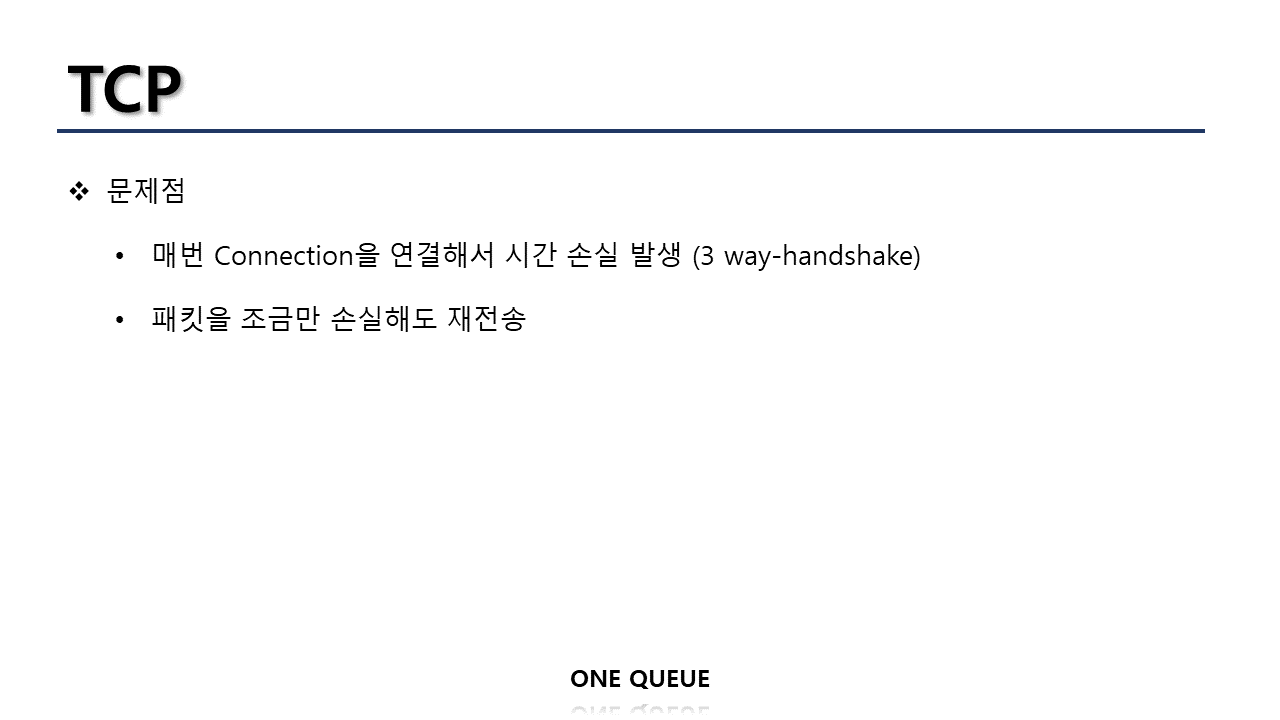 TCP
❖ 문제점
• 매번 Connection을 연결해서 시간 손실 발생 (3 way-handshake)
• 패킷을 조금만 손실해도 재전송
ONE QUEUE